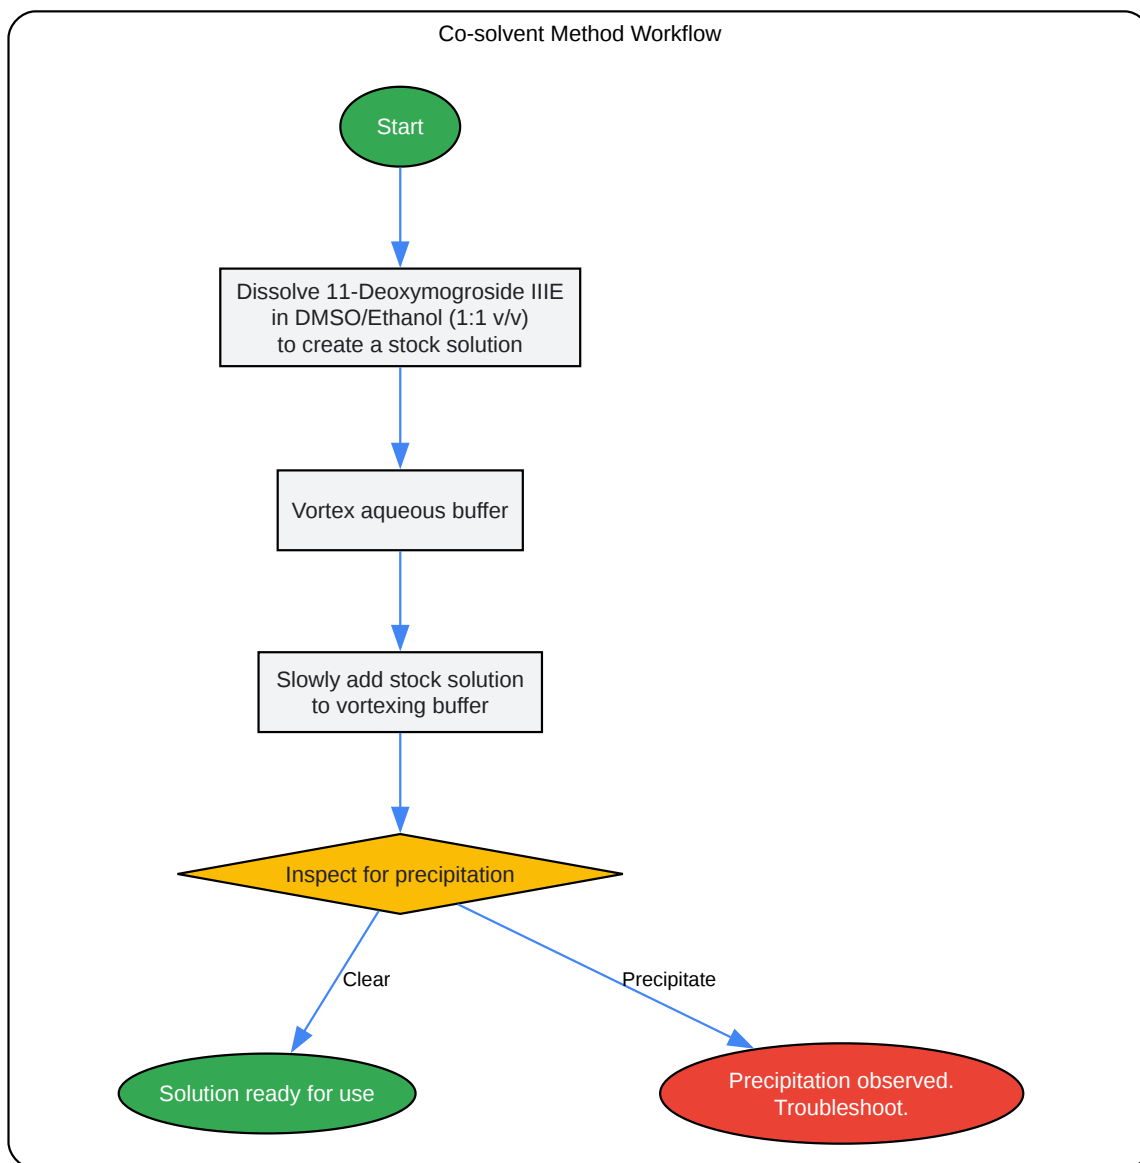 Co-solvent Method Workflow
Start
Dissolve 11-Deoxymogroside IIIE
in DMSO/Ethanol (1:1 v/v)
to create a stock solution
Vortex aqueous buffer
Slowly add stock solution
to vortexing buffer
Inspect for precipitation
Clear
Precipitate
Solution ready for use
Precipitation observed.
Troubleshoot.